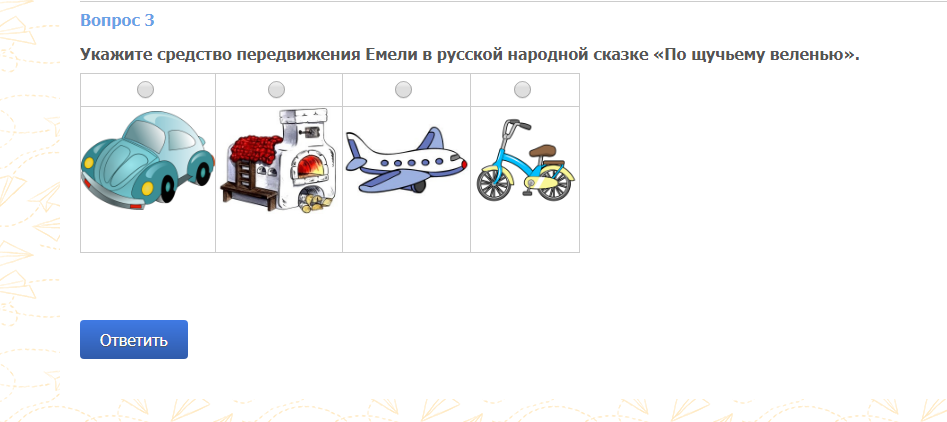 Вопрос 3
Укажите средство передвижения Емели в русской народной сказке «По щучьему веленью».
Ответить